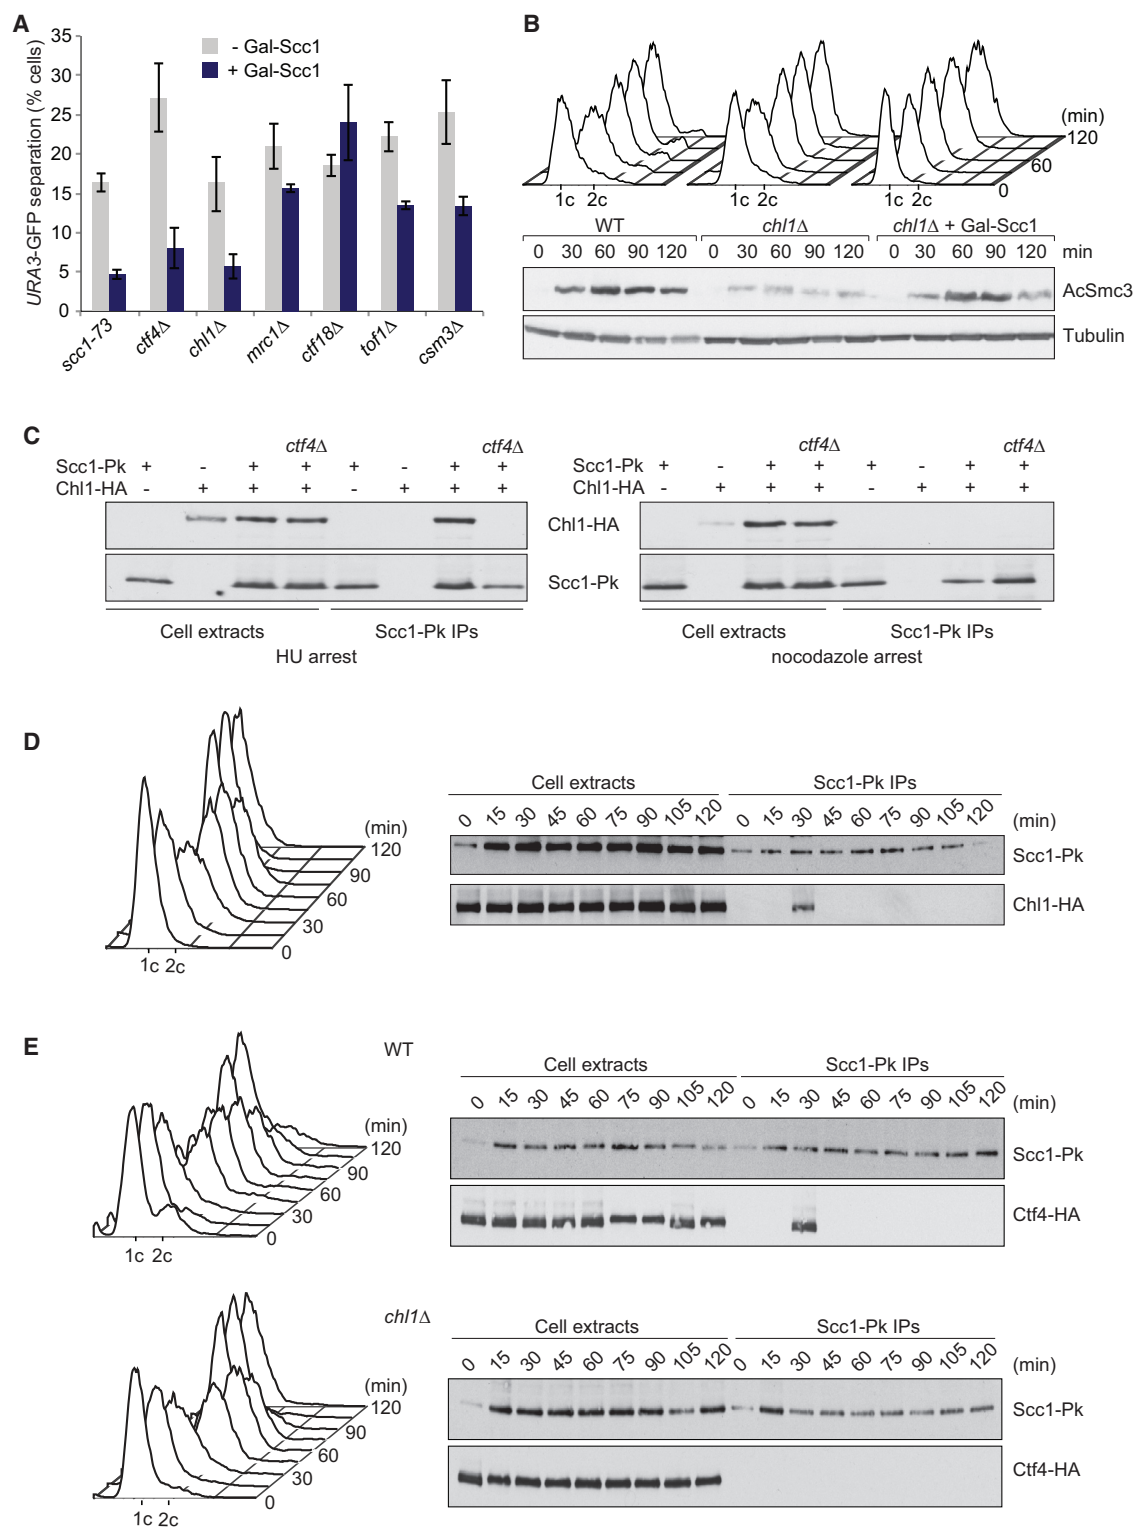 A
URA3-GFP separation (% cells)
35
30
25
20
15
10
5
0
- Gal-Scc1
+ Gal-Scc1
scc1-73
ctf4Δ
chl1Δ
mrc1Δ
ctf18Δ
tof1Δ
csm3Δ
B
(min)
120
60
0
1c 2c 1c 2c 1c 2c
WT chl1Δ chl1Δ + Gal-Scc1
0 30 60 90 120 0 30 60 90 120 0 30 60 90 120 min
AcSmc3
Tubulin
C
ctf4Δ ctf4Δ
Scc1-Pk + - + + + - + +
Chl1-HA - + + + - + + +
Cell extracts Scc1-Pk IPs
HU arrest
Chl1-HA
Scc1-Pk
ctf4Δ ctf4Δ
Scc1-Pk + - + + + - + +
Chl1-HA - + + + - + + +
Cell extracts Scc1-Pk IPs
nocodazole arrest
D
(min)
120
90
60
30
0
1c 2c
Cell extracts Scc1-Pk IPs
0 15 30 45 60 75 90 105 120 0 15 30 45 60 75 90 105 120 (min)
Scc1-Pk
Chl1-HA
E
WT
(min)
120
90
60
30
0
1c 2c
Cell extracts Scc1-Pk IPs
0 15 30 45 60 75 90 105 120 0 15 30 45 60 75 90 105 120 (min)
Scc1-Pk
Ctf4-HA
chl1Δ
(min)
120
90
60
30
0
1c 2c
Cell extracts Scc1-Pk IPs
0 15 30 45 60 75 90 105 120 0 15 30 45 60 75 90 105 120 (min)
Scc1-Pk
Ctf4-HA